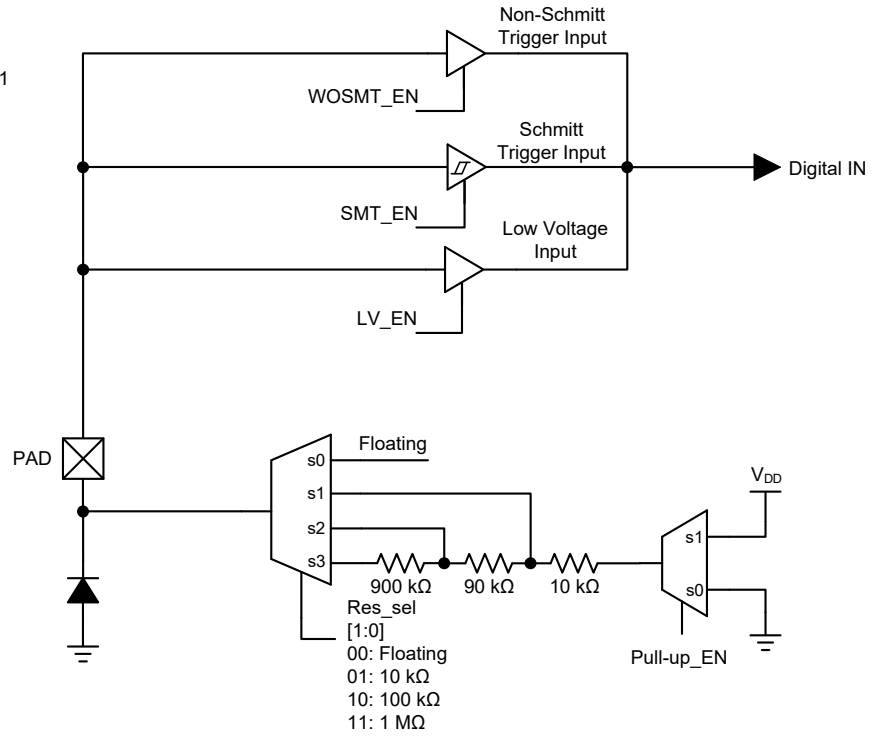 Non-Schmitt
Trigger Input
1
WOSMT_EN
Schmitt
Trigger Input
Digital IN
SMT_EN
Low Voltage
Input
LV_EN
PAD
Floating
s0
s1
s2
s3
900 kΩ
90 kΩ
10 kΩ
V_DD
s1
s0
Pull-up_EN
Res_sel
[1:0]
00: Floating
01: 10 kΩ
10: 100 kΩ
11: 1 MΩ